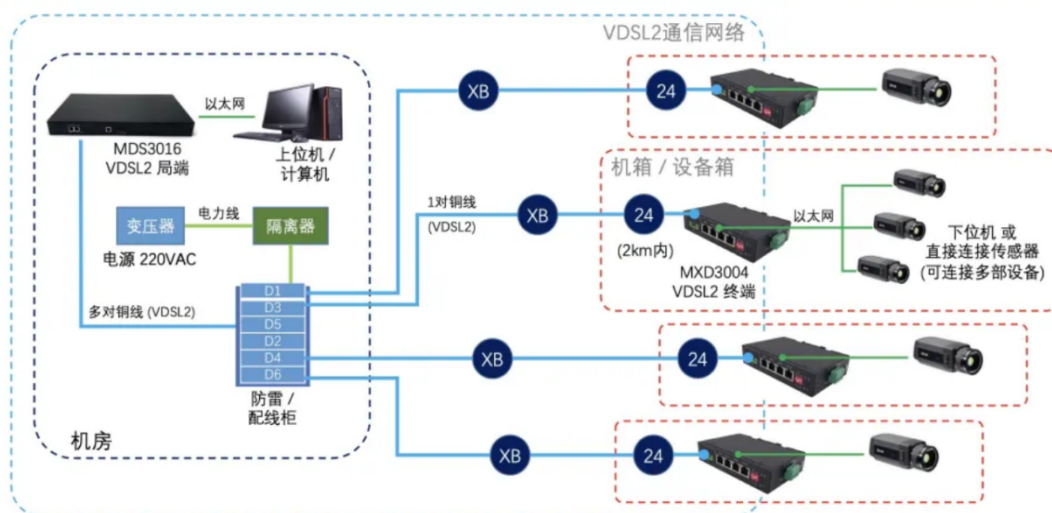 VDSL2通信网络
XB
24
以太网
MDS3016
VDSL2 局端
上位机 /
计算机
机箱 / 设备箱
1对铜线
(VDSL2)
XB
24
(2km内)
以太网
MXD3004
VDSL2 终端
下位机 或
直接连接传感器
(可连接多部设备)
变压器
电力线
隔离器
电源 220VAC
多对铜线 (VDSL2)
D1
D3
D5
D2
D4
D6
防雷 /
配线柜
机房
XB
24
XB
24